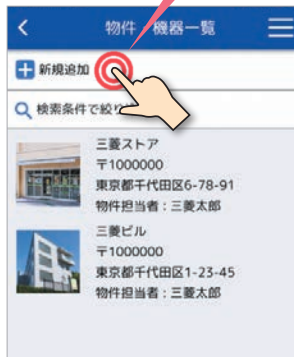 物件・機器一覧
新規追加
検索条件で絞り
三菱ストア
〒1000000
東京都千代田区6-78-91
物件担当者：三菱太郎
三菱ビル
〒1000000
東京都千代田区1-23-45
物件担当者：三菱太郎